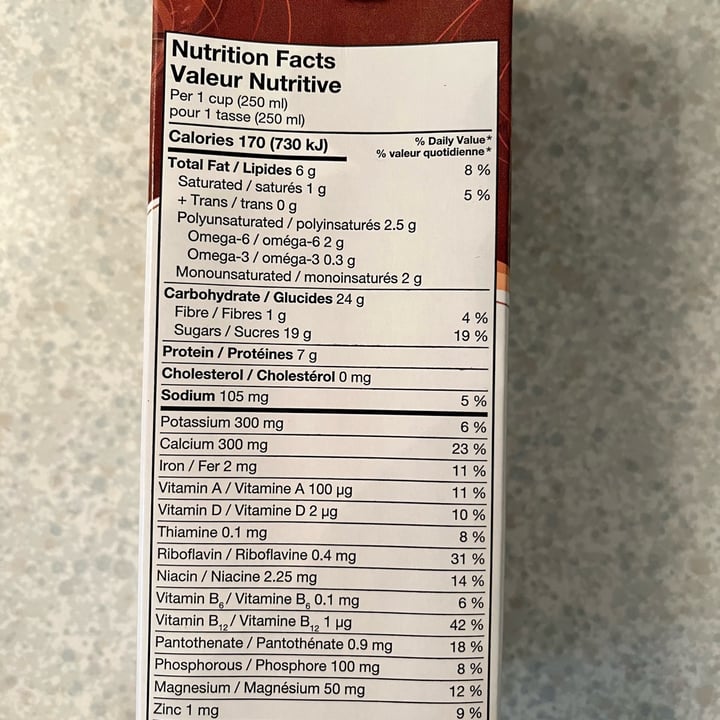 Nutrition Facts
Valeur Nutritive
Per 1 cup (250 ml)
pour 1 tasse (250 ml)
Calories 170 (730 kJ)
% Daily Value*
% valeur quotidienne*
Total Fat / Lipides 6 g 8 %
Saturated / saturés 1 g
+ Trans / trans 0 g 5 %
Polyunsaturated / polyinsaturés 2.5 g
Omega-6 / oméga-6 2 g
Omega-3 / oméga-3 0.3 g
Monounsaturated / monoinsaturés 2 g
Carbohydrate / Glucides 24 g
Fibre / Fibres 1 g 4 %
Sugars / Sucres 19 g 19 %
Protein / Protéines 7 g
Cholesterol / Cholestérol 0 mg
Sodium 105 mg 5 %
Potassium 300 mg 6 %
Calcium 300 mg 23 %
Iron / Fer 2 mg 11 %
Vitamin A / Vitamine A 100 µg 11 %
Vitamin D / Vitamine D 2 µg 10 %
Thiamine 0.1 mg 8 %
Riboflavin / Riboflavine 0.4 mg 31 %
Niacin / Niacine 2.25 mg 14 %
Vitamin B6 / Vitamine B6 0.1 mg 6 %
Vitamin B12 / Vitamine B12 1 µg 42 %
Pantothenate / Pantothénate 0.9 mg 18 %
Phosphorous / Phosphore 100 mg 8 %
Magnesium / Magnésium 50 mg 12 %
Zinc 1 mg 9 %